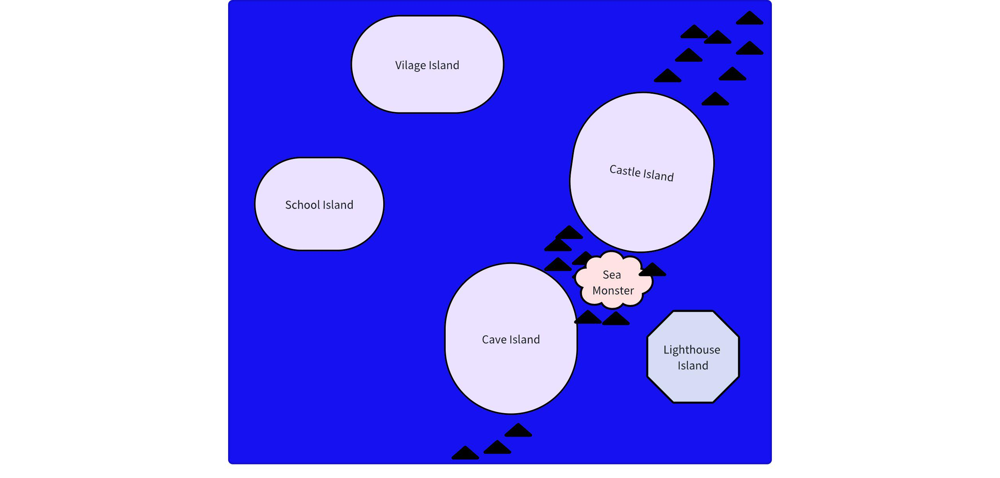 Vilage Island
Castle Island
School Island
Sea
Monster
Cave Island
Lighthouse
Island